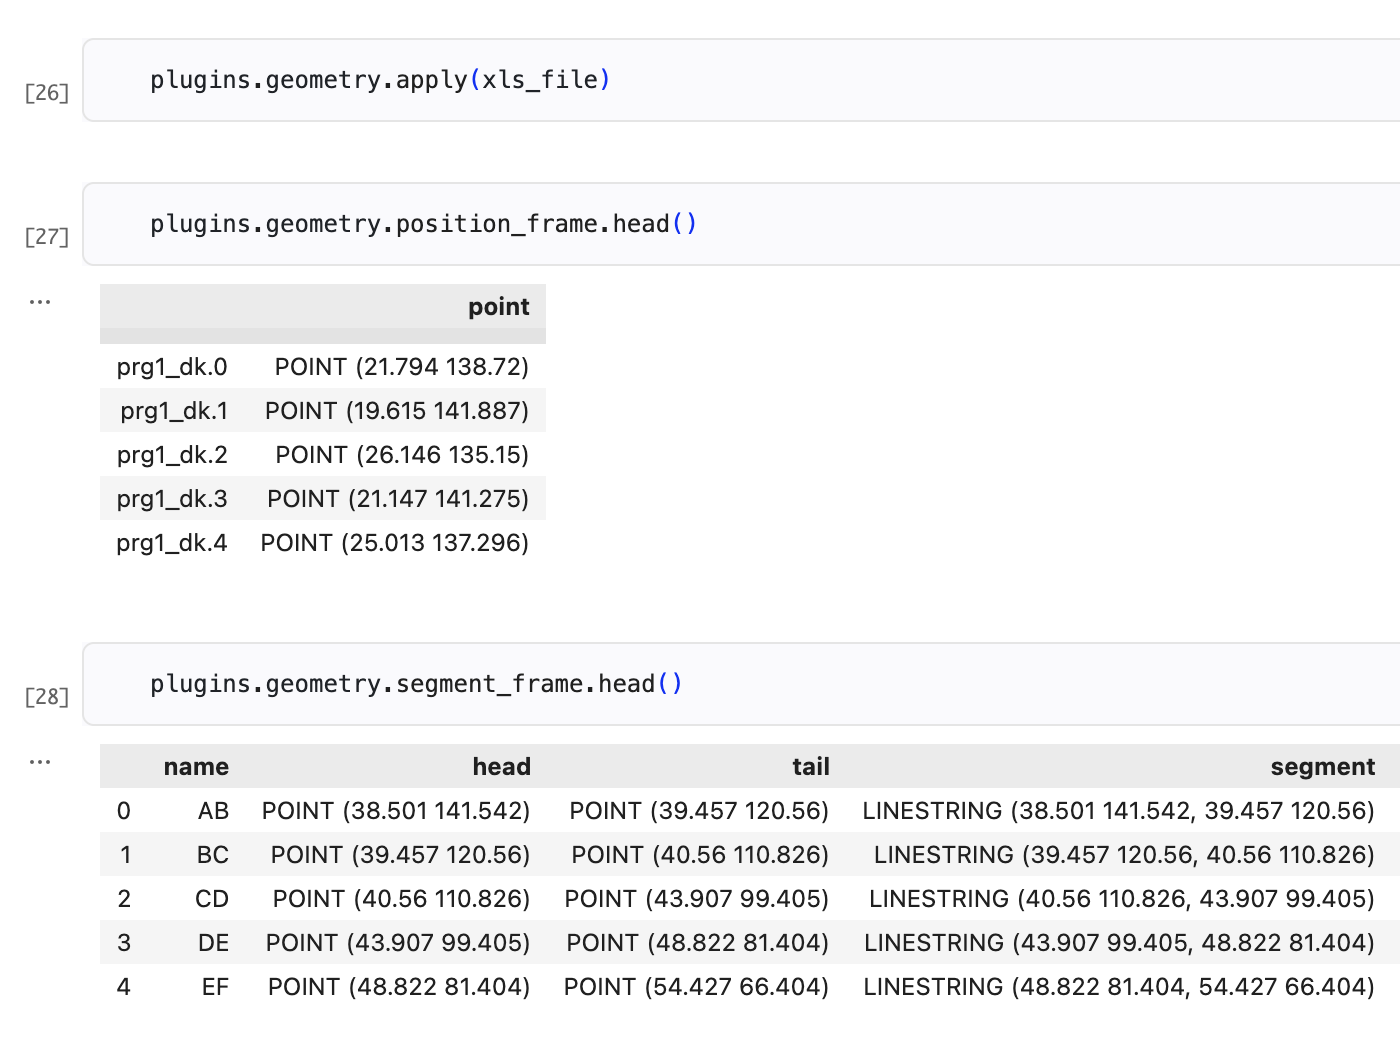 [26] plugins.geometry.apply(xls_file)
[27] plugins.geometry.position_frame.head()
...
point
prg1_dk.0 POINT (21.794 138.72)
prg1_dk.1 POINT (19.615 141.887)
prg1_dk.2 POINT (26.146 135.15)
prg1_dk.3 POINT (21.147 141.275)
prg1_dk.4 POINT (25.013 137.296)
[28] plugins.geometry.segment_frame.head()
...
name head tail segment
0 AB POINT (38.501 141.542) POINT (39.457 120.56) LINESTRING (38.501 141.542, 39.457 120.56)
1 BC POINT (39.457 120.56) POINT (40.56 110.826) LINESTRING (39.457 120.56, 40.56 110.826)
2 CD POINT (40.56 110.826) POINT (43.907 99.405) LINESTRING (40.56 110.826, 43.907 99.405)
3 DE POINT (43.907 99.405) POINT (48.822 81.404) LINESTRING (43.907 99.405, 48.822 81.404)
4 EF POINT (48.822 81.404) POINT (54.427 66.404) LINESTRING (48.822 81.404, 54.427 66.404)